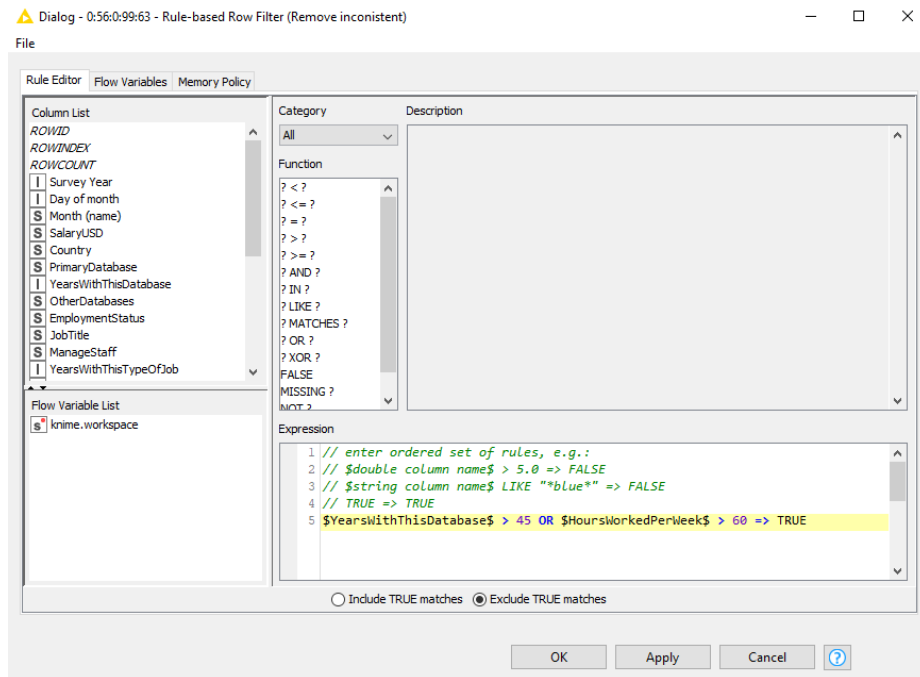 Dialog - 0:56:0:99:63 - Rule-based Row Filter (Remove inconistent)
File
Rule Editor Flow Variables Memory Policy
Column List
ROWID
ROWINDEX
ROWCOUNT
I Survey Year
I Day of month
S Month (name)
S SalaryUSD
S Country
S PrimaryDatabase
I YearsWithThisDatabase
S OtherDatabases
S EmploymentStatus
S JobTitle
S ManageStaff
I YearsWithThisTypeOfJob
Flow Variable List
s knime.workspace
Category
All
Function
? < ?
? <= ?
? = ?
? > ?
? >= ?
? AND ?
? IN ?
? LIKE ?
? MATCHES ?
? OR ?
? XOR ?
FALSE
MISSING ?
NOT ?
Description
Expression
1 // enter ordered set of rules, e.g.:
2 // $double column name$ > 5.0 => FALSE
3 // $string column name$ LIKE "*blue*" => FALSE
4 // TRUE => TRUE
5 $YearsWithThisDatabase$ > 45 OR $HoursWorkedPerWeek$ > 60 => TRUE
Include TRUE matches Exclude TRUE matches
OK Apply Cancel ?